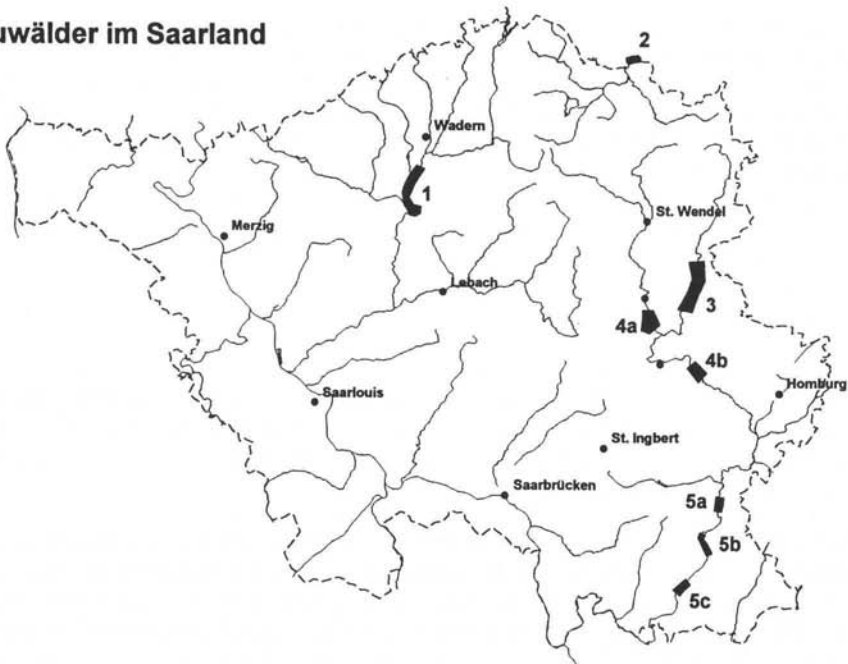 uwälder im Saarland
2
Wadern
1
St. Wendel
Merzig
Lebach
3
4a
4b
Homburg
Saarlouis
St. Ingbert
Saarbrücken
5a
5b
5c